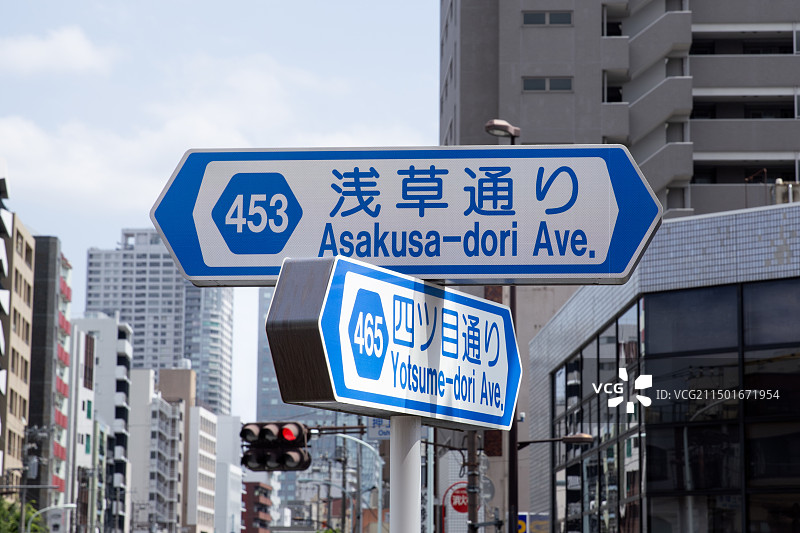 453 浅草通り
Asakusa-dori Ave.
465 四ツ目通り
Yotsume-dori Ave.
VCG ID:VCG211501671954